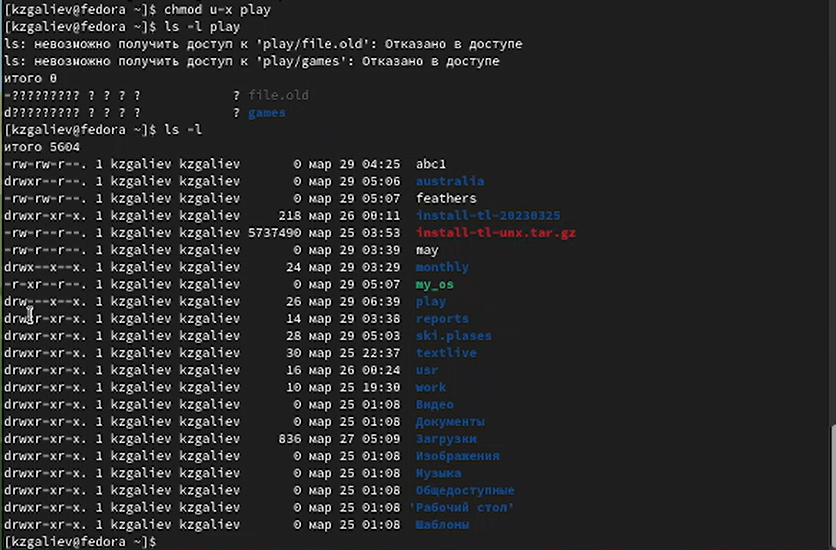 [kzgaliev@fedora ~]$ chmod u-x play
[kzgaliev@fedora ~]$ ls -l play
ls: невозможно получить доступ к 'play/file.old': Отказано в доступе
ls: невозможно получить доступ к 'play/games': Отказано в доступе
итого 0
-????????? ? ? ? ? ? file.old
d????????? ? ? ? ? ? games
[kzgaliev@fedora ~]$ ls -l
итого 5604
-rw-rw-r--. 1 kzgaliev kzgaliev 0 мар 29 04:25 abc1
drwxr--r--. 1 kzgaliev kzgaliev 0 мар 29 05:06 australia
-rw-rw-r--. 1 kzgaliev kzgaliev 0 мар 29 05:07 feathers
drwxr-xr-x. 1 kzgaliev kzgaliev 218 мар 26 00:11 install-tl-20230325
-rw-r--r--. 1 kzgaliev kzgaliev 5737490 мар 25 03:53 install-tl-unx.tar.gz
-rw-r--r--. 1 kzgaliev kzgaliev 0 мар 29 03:39 may
drwx--x--x. 1 kzgaliev kzgaliev 24 мар 29 03:29 monthly
-r-xr--r--. 1 kzgaliev kzgaliev 0 мар 29 05:07 my_os
drw---x--x. 1 kzgaliev kzgaliev 26 мар 29 06:39 play
drwxr-xr-x. 1 kzgaliev kzgaliev 14 мар 29 03:38 reports
drwxr-xr-x. 1 kzgaliev kzgaliev 28 мар 29 05:03 ski.plases
drwxr-xr-x. 1 kzgaliev kzgaliev 30 мар 25 22:37 textlive
drwxr-xr-x. 1 kzgaliev kzgaliev 16 мар 26 00:24 usr
drwxr-xr-x. 1 kzgaliev kzgaliev 10 мар 25 19:30 work
drwxr-xr-x. 1 kzgaliev kzgaliev 0 мар 25 01:08 Видео
drwxr-xr-x. 1 kzgaliev kzgaliev 0 мар 25 01:08 Документы
drwxr-xr-x. 1 kzgaliev kzgaliev 836 мар 27 05:09 Загрузки
drwxr-xr-x. 1 kzgaliev kzgaliev 0 мар 25 01:08 Изображения
drwxr-xr-x. 1 kzgaliev kzgaliev 0 мар 25 01:08 Музыка
drwxr-xr-x. 1 kzgaliev kzgaliev 0 мар 25 01:08 Общедоступные
drwxr-xr-x. 1 kzgaliev kzgaliev 0 мар 25 01:08 'Рабочий стол'
drwxr-xr-x. 1 kzgaliev kzgaliev 0 мар 25 01:08 Шаблоны
[kzgaliev@fedora ~]$